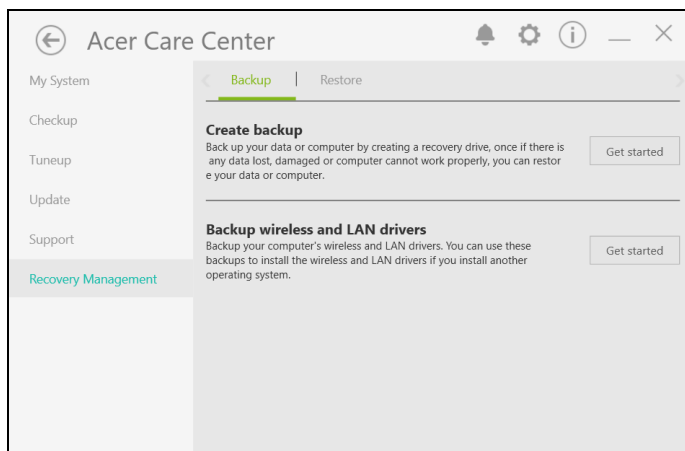 Acer Care Center
My System
Checkup
Tuneup
Update
Support
Recovery Management
Backup | Restore
Create backup
Back up your data or computer by creating a recovery drive, once if there is
any data lost, damaged or computer cannot work properly, you can restor
e your data or computer.
Get started
Backup wireless and LAN drivers
Backup your computer's wireless and LAN drivers. You can use these
backups to install the wireless and LAN drivers if you install another
operating system.
Get started